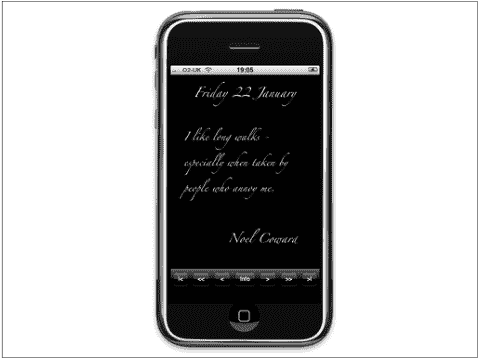 O2-UK 19:05
Friday 22 January
I like long walks -
especially when taken by
people who annoy me.
Noel Coward
|< << < Info > >> >|